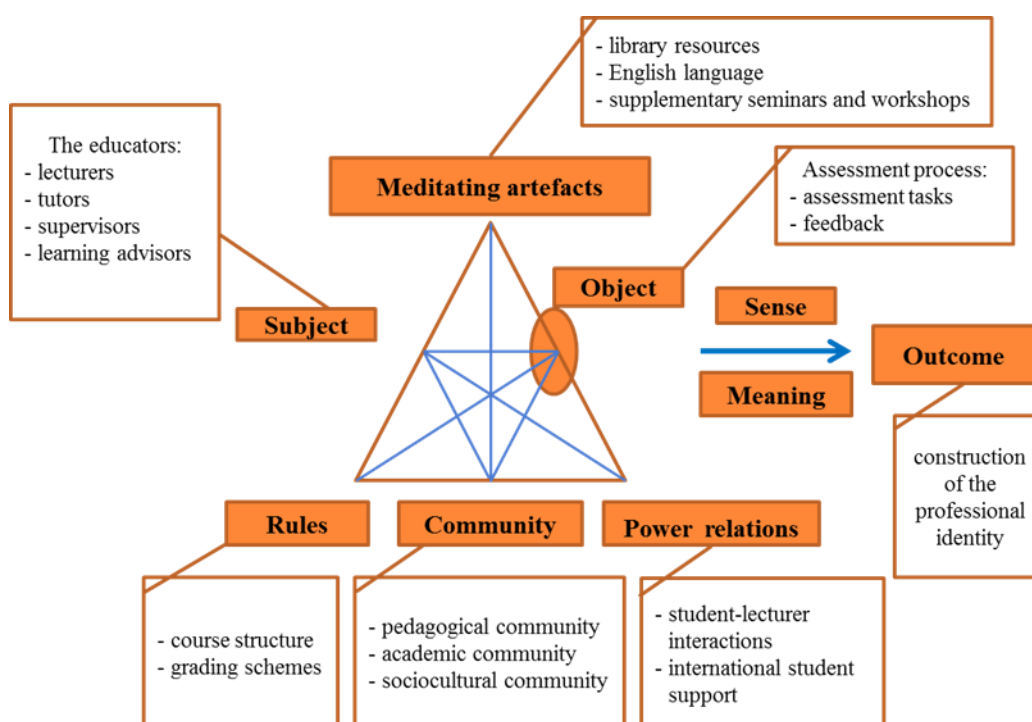 - library resources
- English language
- supplementary seminars and workshops
The educators:
- lecturers
- tutors
- supervisors
- learning advisors
Meditating artefacts
Assessment process:
- assessment tasks
- feedback
Object
Subject
Sense
Meaning
Outcome
construction
of the
professional
identity
Rules
Community
Power relations
- course structure
- grading schemes
- pedagogical community
- academic community
- sociocultural community
- student-lecturer
interactions
- international student
support